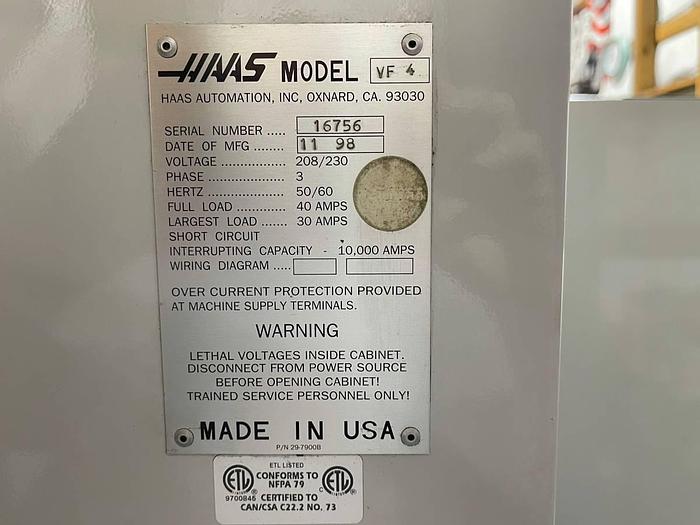 HAAS MODEL VF 4
HAAS AUTOMATION, INC, OXNARD, CA. 93030
SERIAL NUMBER ..... 16756
DATE OF MFG ........ 11 98
VOLTAGE ................. 208/230
PHASE .................... 3
HERTZ .................... 50/60
FULL LOAD ............. 40 AMPS
LARGEST LOAD ....... 30 AMPS
SHORT CIRCUIT
INTERRUPTING CAPACITY - 10,000 AMPS
WIRING DIAGRAM .....
OVER CURRENT PROTECTION PROVIDED
AT MACHINE SUPPLY TERMINALS.
WARNING
LETHAL VOLTAGES INSIDE CABINET.
DISCONNECT FROM POWER SOURCE
BEFORE OPENING CABINET!
TRAINED SERVICE PERSONNEL ONLY!
MADE IN USA
P/N 29-7900B
ETL LISTED
CONFORMS TO
NFPA 79
ETL
C ETL
9700845
CERTIFIED TO
CAN/CSA C22.2 NO. 73